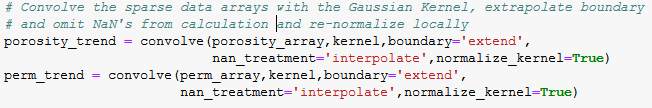 # Convolve the sparse data arrays with the Gaussian Kernel, extrapolate boundary
# and omit NaN's from calculation and re-normalize locally
porosity_trend = convolve(porosity_array,kernel,boundary='extend',
nan_treatment='interpolate',normalize_kernel=True)
perm_trend = convolve(perm_array,kernel,boundary='extend',
nan_treatment='interpolate',normalize_kernel=True)